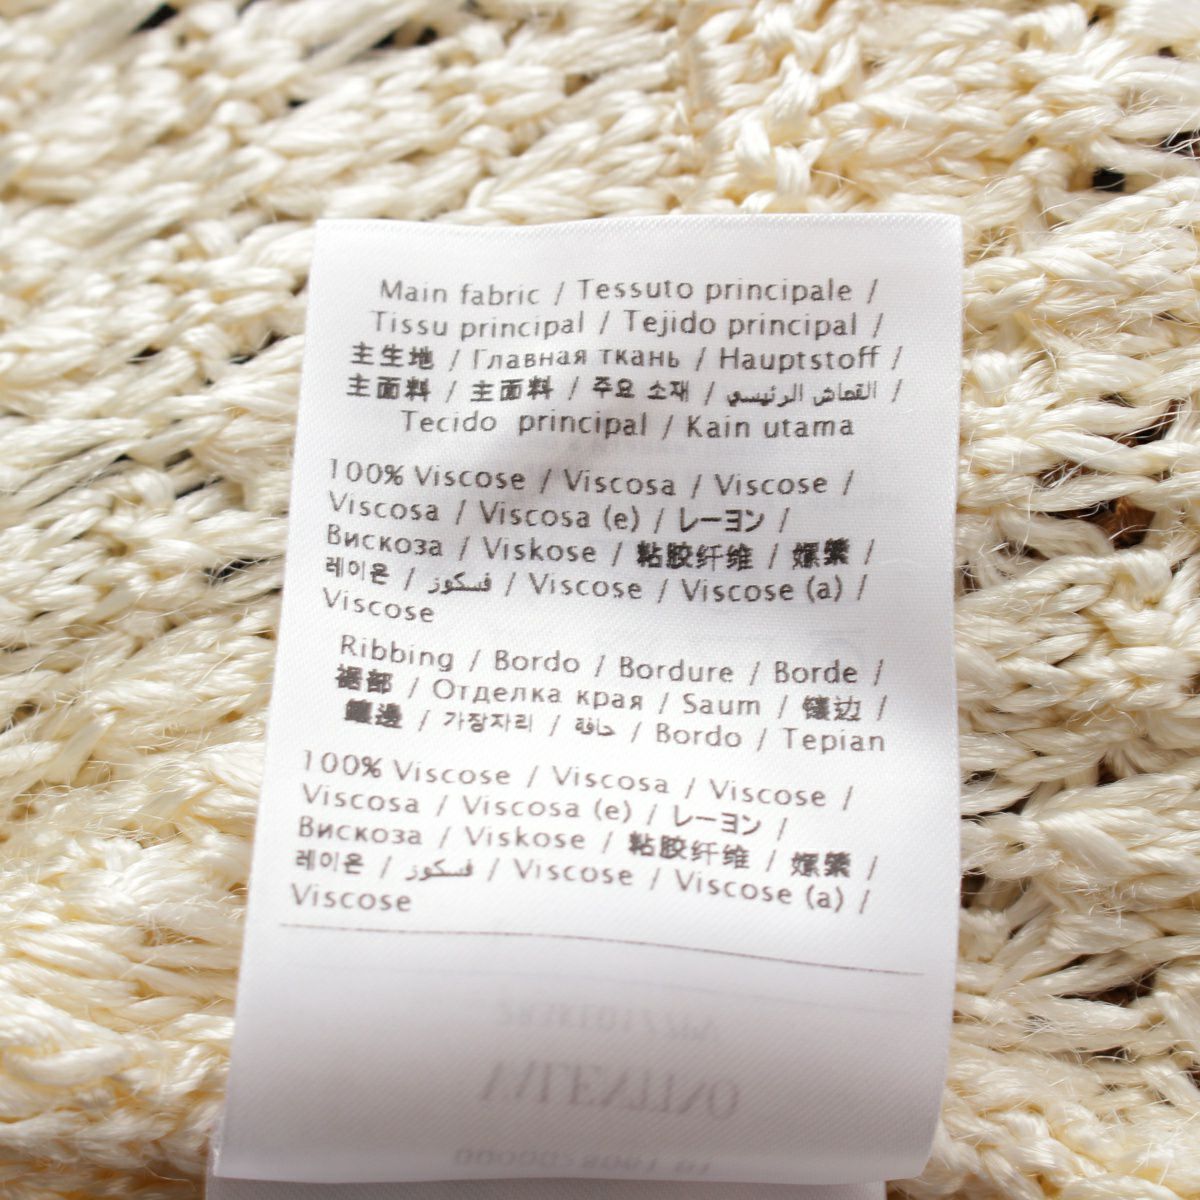 Main fabric / Tessuto principale /
Tissu principal / Tejido principal /
主生地 / Главная ткань / Hauptstoff /
主面料 / 主面料 / 주요 소재 / القماش الرئيسي /
Tecido principal / Kain utama
100% Viscose / Viscosa / Viscose /
Viscosa / Viscosa (e) / レーヨン /
Вискоза / Viskose / 粘胶纤维 / 嫘縈 /
레이온 / فسكوز / Viscose / Viscose (a) /
Viscose
Ribbing / Bordo / Bordure / Borde /
裾部 / Отделка края / Saum / 镶边 /
鑲邊 / 가장자리 / حافة / Bordo / Tepian
100% Viscose / Viscosa / Viscose /
Viscosa / Viscosa (e) / レーヨン /
Вискоза / Viskose / 粘胶纤维 / 嫘縈 /
레이온 / فسكوز / Viscose / Viscose (a) /
Viscose
VALENTINO